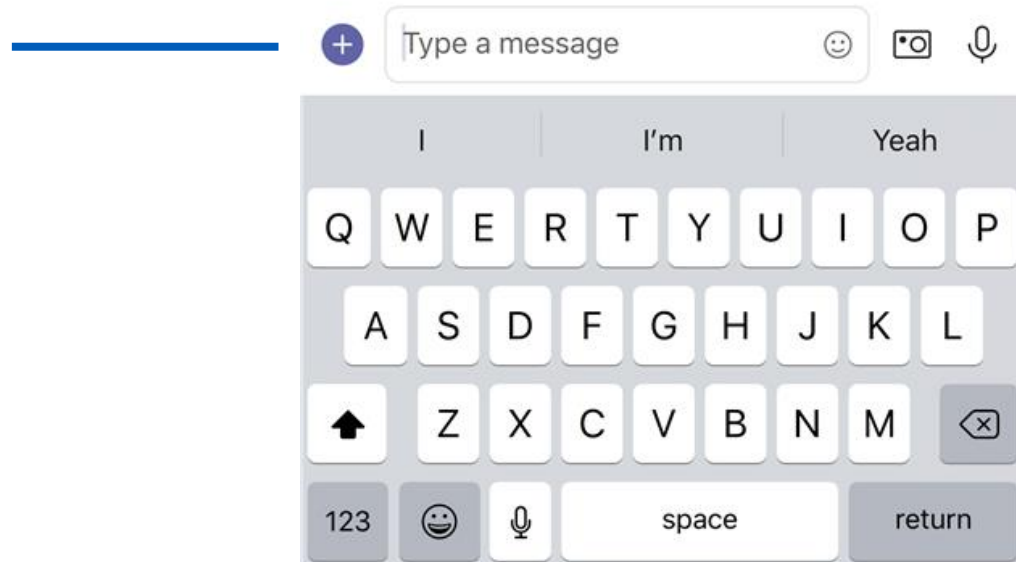 Type a message
I I'm Yeah
Q W E R T Y U I O P
A S D F G H J K L
Z X C V B N M
123 space return